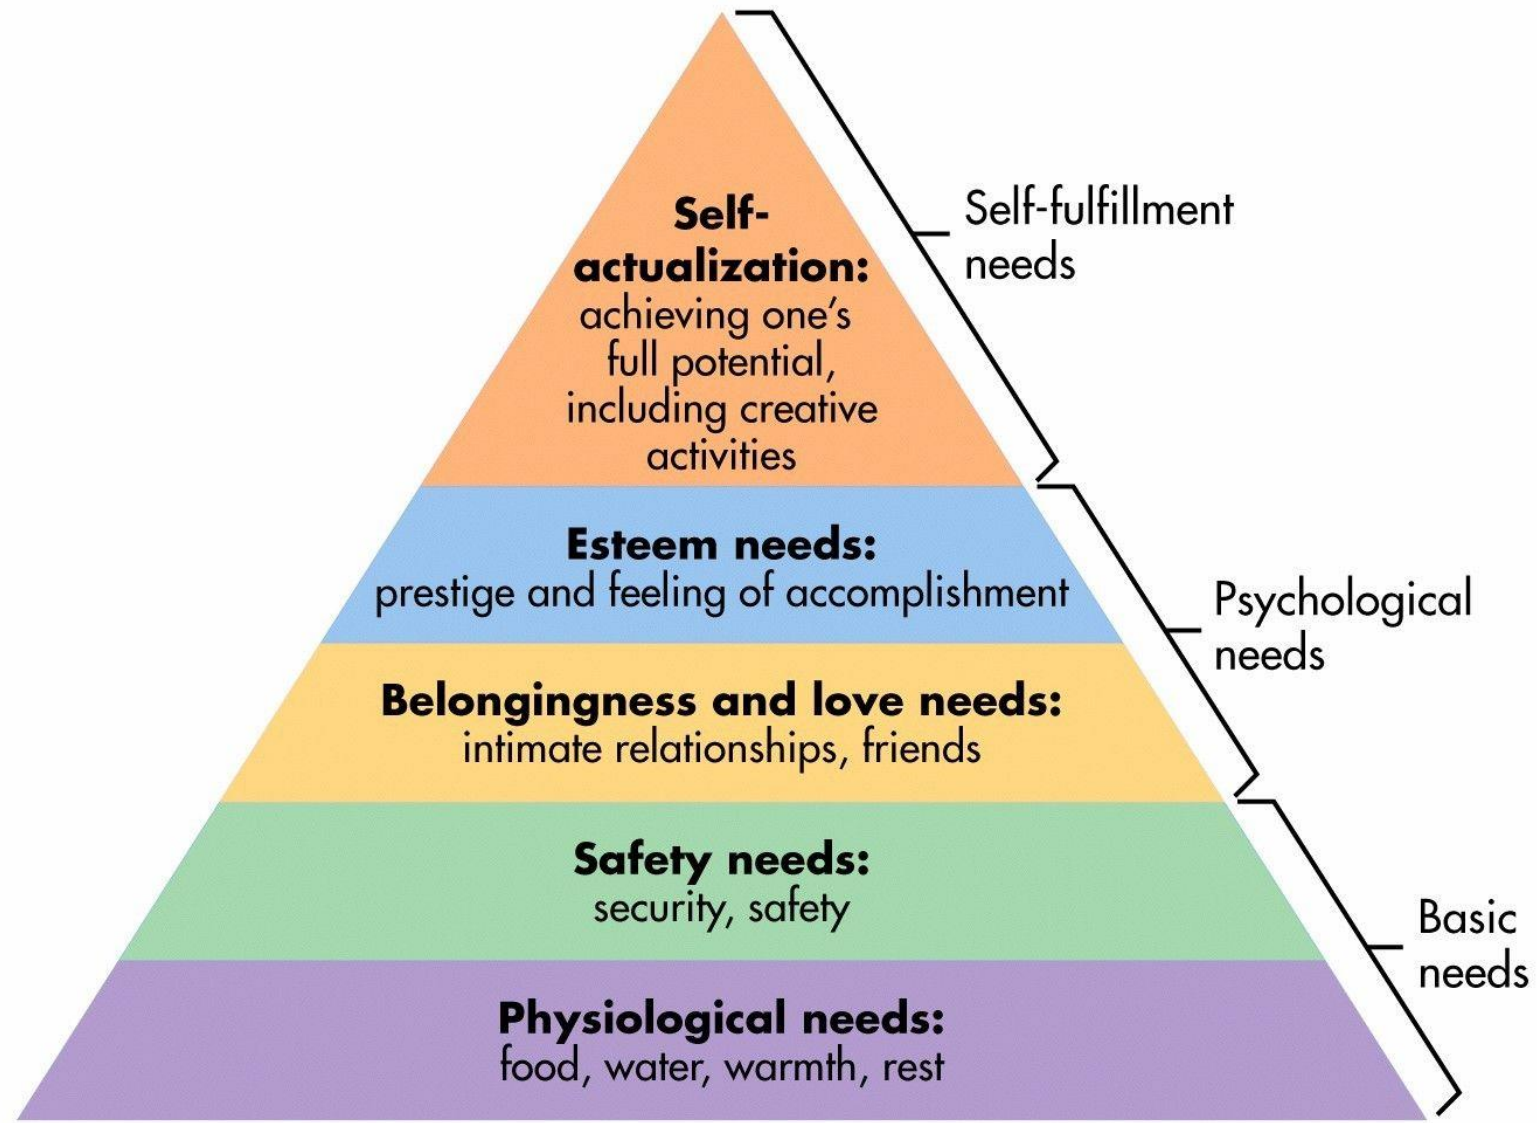 Self-
actualization:
achieving one’s
full potential,
including creative
activities
Self-fulfillment
needs
Esteem needs:
prestige and feeling of accomplishment
Psychological
needs
Belongingness and love needs:
intimate relationships, friends
Safety needs:
security, safety
Basic
needs
Physiological needs:
food, water, warmth, rest